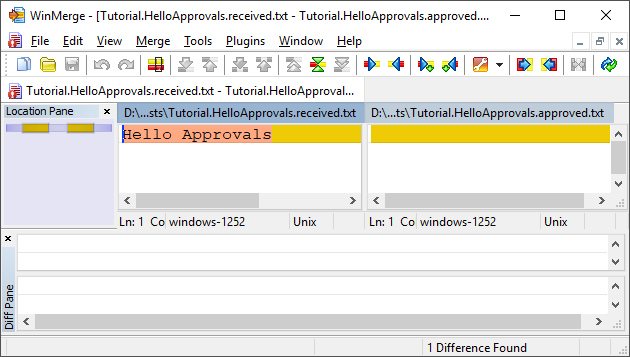 WinMerge - [Tutorial.HelloApprovals.received.txt - Tutorial.HelloApprovals.approved....
File Edit View Merge Tools Plugins Window Help
Tutorial.HelloApprovals.received.txt - Tutorial.HelloApproval...
Location Pane
D:\...sts\Tutorial.HelloApprovals.received.txt
D:\...ts\Tutorial.HelloApprovals.approved.txt
Hello Approvals
Ln: 1 Co windows-1252 Unix
Ln: 1 Co windows-1252 Unix
Diff Pane
1 Difference Found